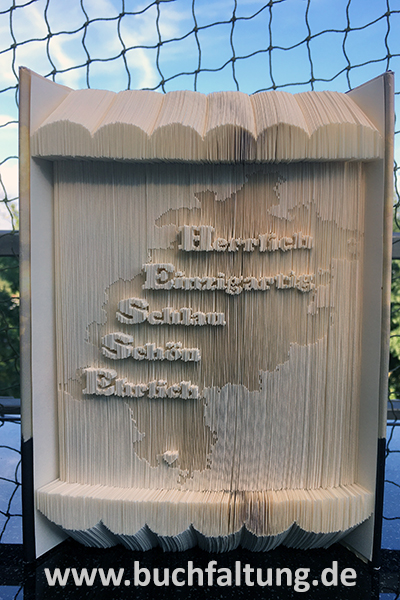 Herrlich
Einzigartig
Schlau
Schön
Ehrlich
www.buchfaltung.de